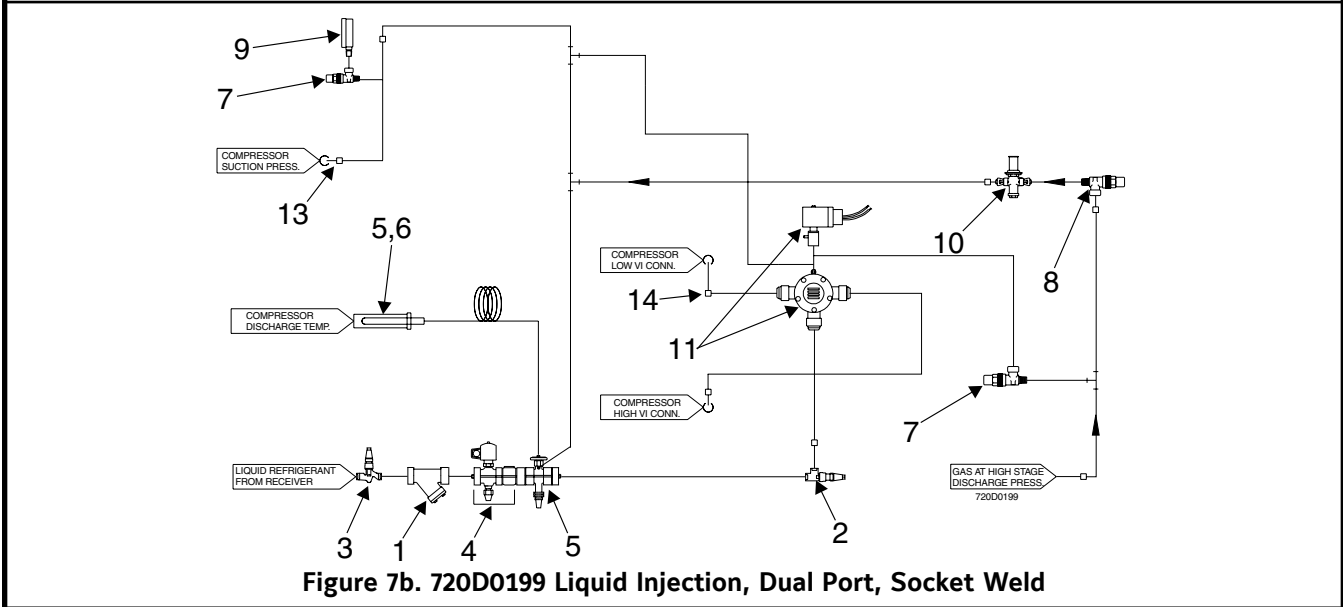 9
7
COMPRESSOR
SUCTION PRESS.
13
5,6
COMPRESSOR
DISCHARGE TEMP.
COMPRESSOR
LOW VI CONN.
14
11
10
8
COMPRESSOR
HIGH VI CONN.
7
LIQUID REFRIGERANT
FROM RECEIVER
GAS AT HIGH STAGE
DISCHARGE PRESS.
720D0199
3
1
4
5
2
Figure 7b. 720D0199 Liquid Injection, Dual Port, Socket Weld